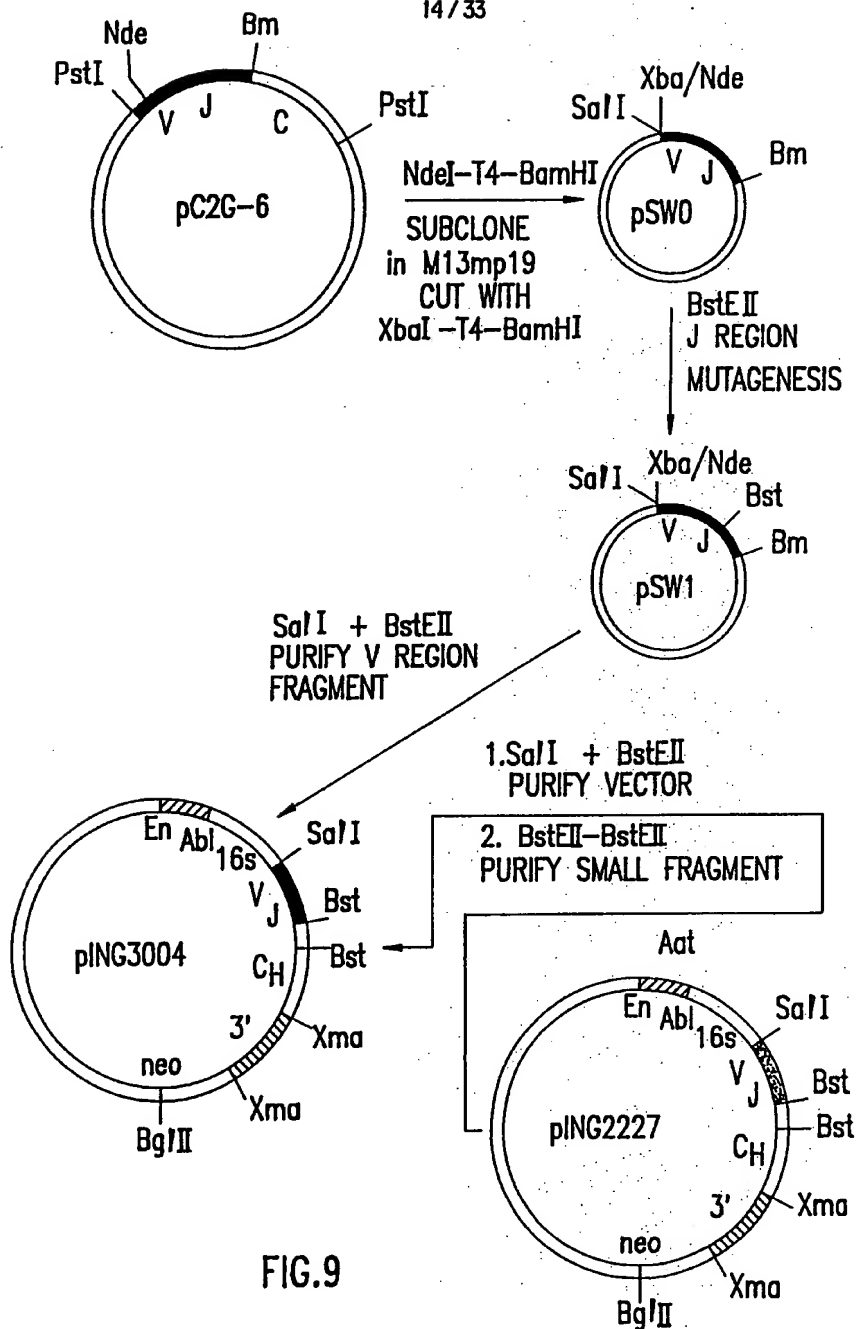 14/33
Nde
Bm
PstI
V
J
C
PstI
pC2G-6
NdeI-T4-BamHI
SUBCLONE
in M13mp19
CUT WITH
XbaI-T4-BamHI
Xba/Nde
SalI
V
J
Bm
pSW0
BstEII
J REGION
MUTAGENESIS
Xba/Nde
SalI
Bst
V
J
Bm
pSW1
SalI + BstEII
PURIFY V REGION
FRAGMENT
1.SalI + BstEII
PURIFY VECTOR
2. BstEII-BstEII
PURIFY SMALL FRAGMENT
En
Abl
16s
SalI
V
J
Bst
Bst
pING3004
CH
3'
Xma
neo
Xma
BglII
Aat
En
Abl
16s
SalI
V
J
Bst
Bst
pING2227
CH
3'
Xma
neo
Xma
BglII
FIG.9